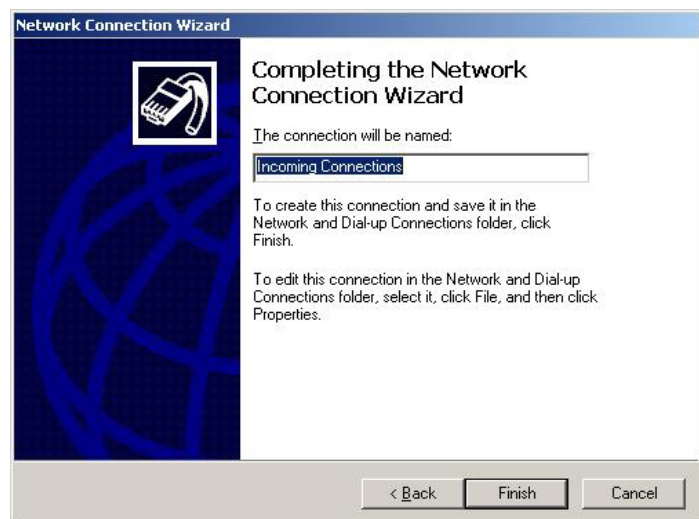 Network Connection Wizard
Completing the Network
Connection Wizard
The connection will be named:
Incoming Connections
To create this connection and save it in the
Network and Dial-up Connections folder, click
Finish.
To edit this connection in the Network and Dial-up
Connections folder, select it, click File, and then click
Properties.
< Back
Finish
Cancel